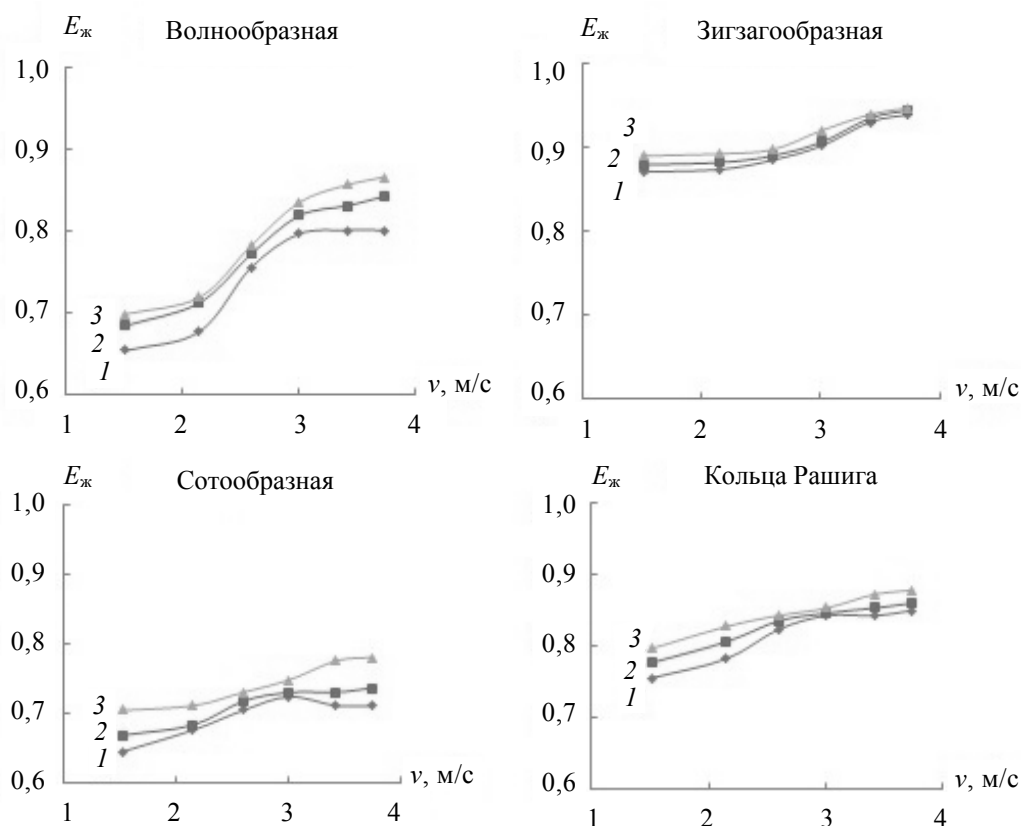 Eж Волнообразная
1,0
0,9
0,8
0,7
0,6
3
2
1
v, м/с
1 2 3 4
Eж Зигзагообразная
1,0
0,9
0,8
0,7
0,6
3
2
1
v, м/с
1 2 3 4
Eж Сотообразная
1,0
0,9
0,8
0,7
0,6
3
2
1
v, м/с
1 2 3 4
Eж Кольца Рашига
1,0
0,9
0,8
0,7
0,6
3
2
1
v, м/с
1 2 3 4